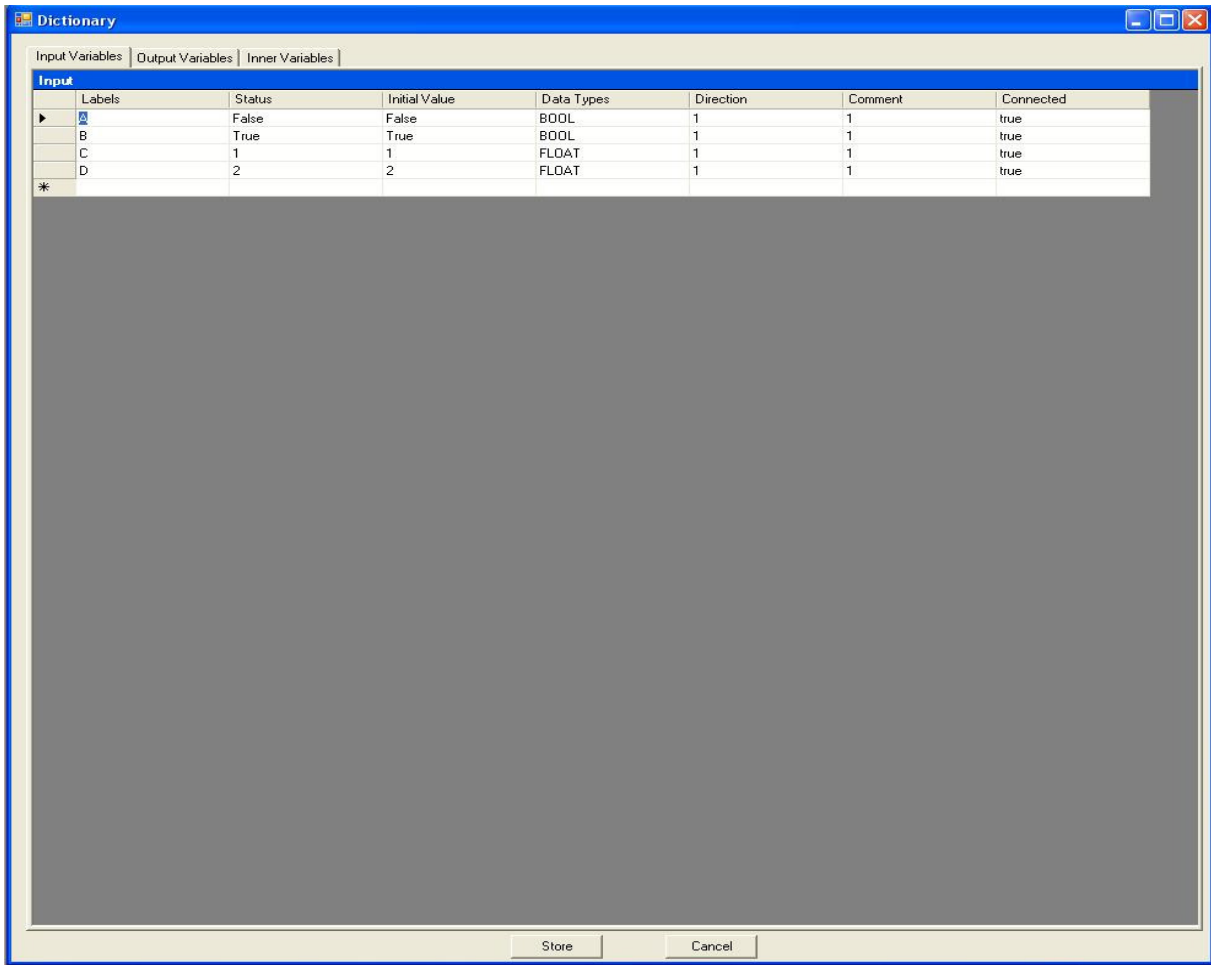 Dictionary
Input Variables Output Variables Inner Variables
Input
Labels Status Initial Value Data Types Direction Comment Connected
A False False BOOL 1 1 true
B True True BOOL 1 1 true
C 1 1 FLOAT 1 1 true
D 2 2 FLOAT 1 1 true
Store Cancel